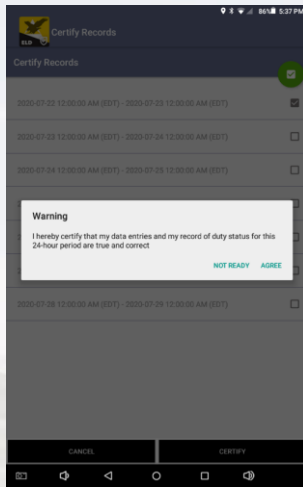 86% 5:37 PM
ELD
Certify Records
Certify Records
2020-07-22 12:00:00 AM (EDT) - 2020-07-23 12:00:00 AM (EDT)
2020-07-23 12:00:00 AM (EDT) - 2020-07-24 12:00:00 AM (EDT)
2020-07-24 12:00:00 AM (EDT) - 2020-07-25 12:00:00 AM (EDT)
Warning
I hereby certify that my data entries and my record of duty status for this
24-hour period are true and correct
NOT READY AGREE
2020-07-28 12:00:00 AM (EDT) - 2020-07-29 12:00:00 AM (EDT)
CANCEL CERTIFY